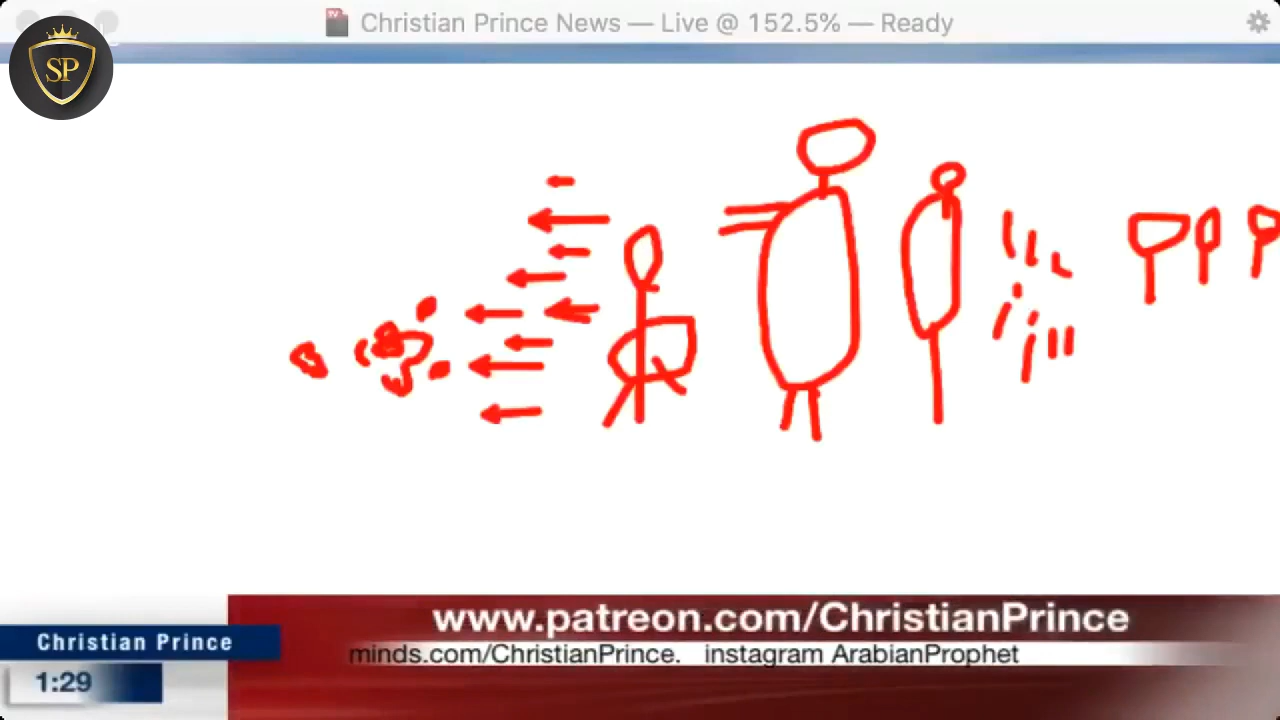 Christian Prince News — Live @ 152.5% — Ready
SP
www.patreon.com/ChristianPrince
Christian Prince
minds.com/ChristianPrince. instagram ArabianProphet
1:29